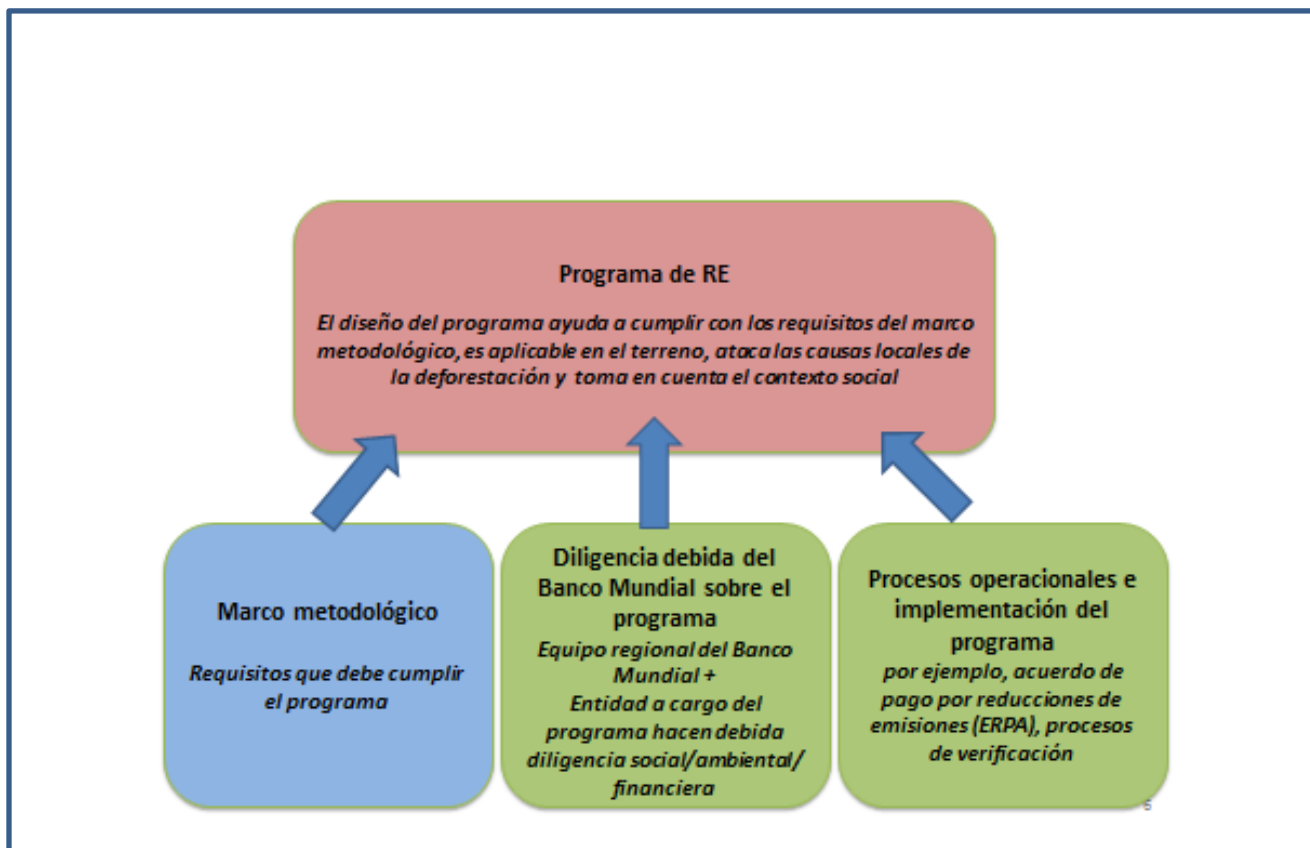 Programa de RE
El diseño del programa ayuda a cumplir con los requisitos del marco
metodológico, es aplicable en el terreno, ataca las causas locales de
la deforestación y toma en cuenta el contexto social
Marco metodológico
Requisitos que debe cumplir
el programa
Diligencia debida del
Banco Mundial sobre el
programa
Equipo regional del Banco
Mundial +
Entidad a cargo del
programa hacen debida
diligencia social/ambiental/
financiera
Procesos operacionales e
implementación del
programa
por ejemplo, acuerdo de
pago por reducciones de
emisiones (ERPA), procesos
de verificación